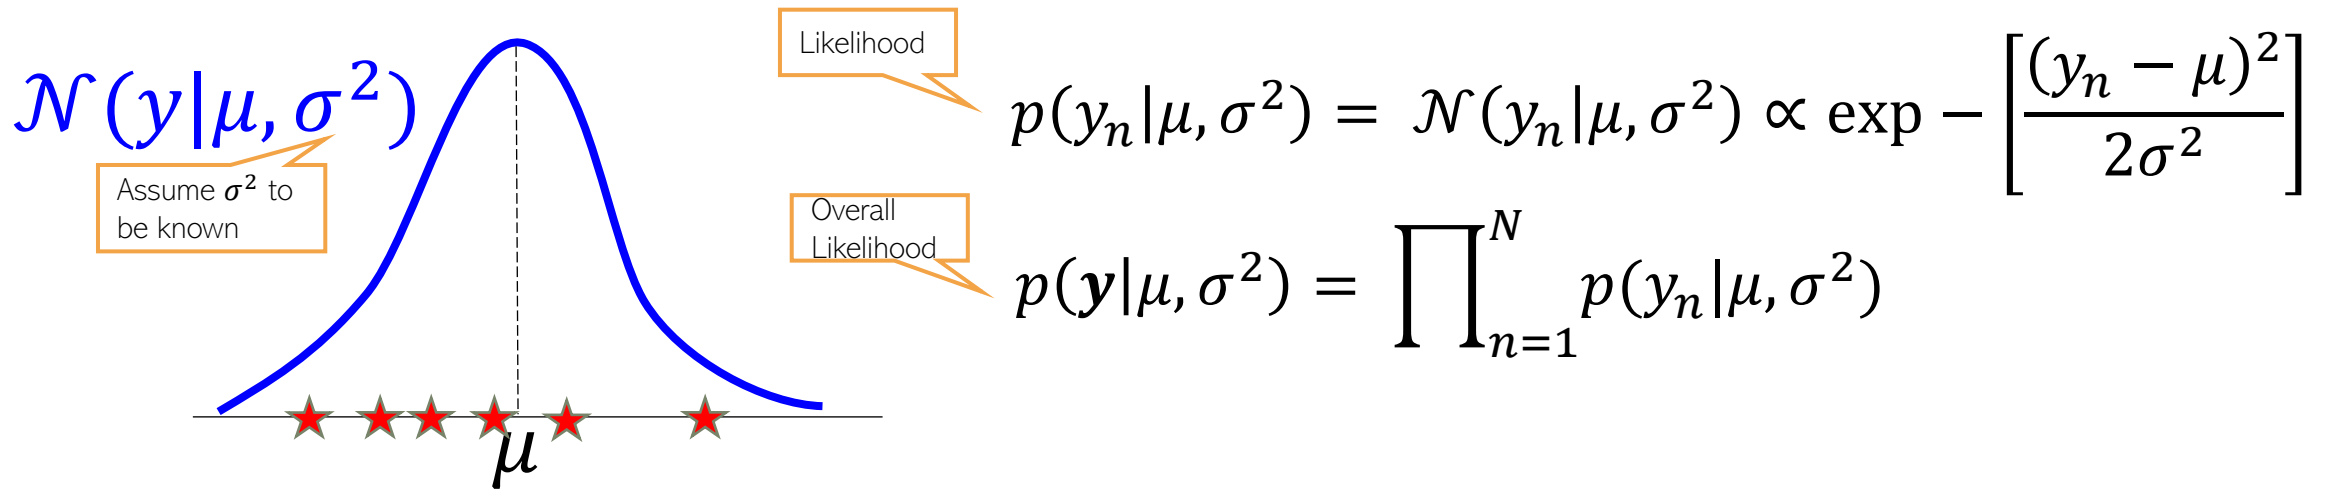 𝒩(y|μ, σ²)
Assume σ² to
be known
μ
Likelihood
p(yₙ|μ, σ²) = 𝒩(yₙ|μ, σ²) ∝ exp − [(yₙ − μ)² / 2σ²]
Overall
Likelihood
p(𝒚|μ, σ²) = ∏ₙ₌₁ᴺ p(yₙ|μ, σ²)